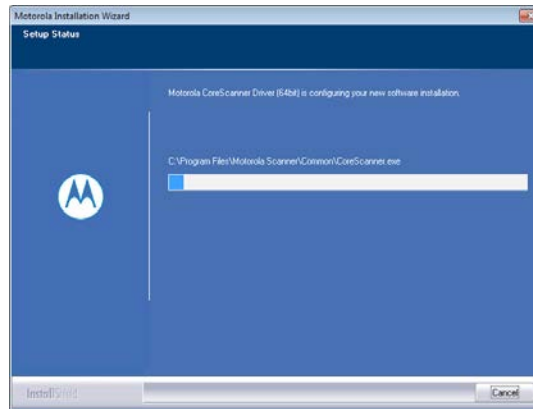 Motorola Installation Wizard
Setup Status
Motorola CoreScanner Driver (64bit) is configuring your new software installation.
C:\Program Files\Motorola Scanner\Common\CoreScanner.exe
InstallShield
Cancel